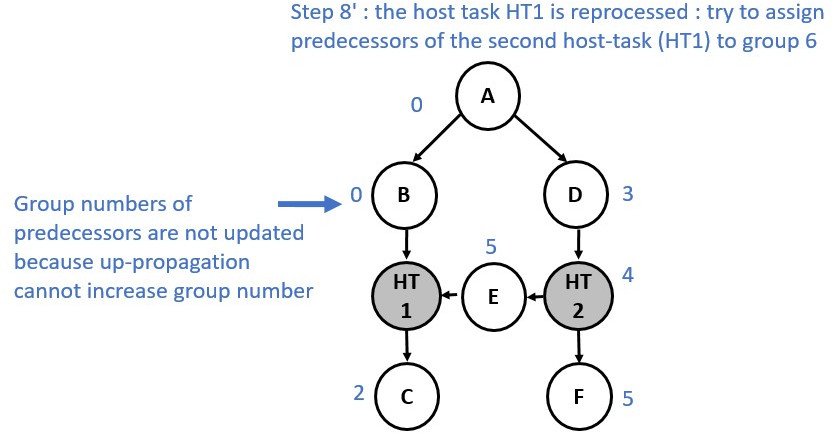 Step 8' : the host task HT1 is reprocessed : try to assign
predecessors of the second host-task (HT1) to group 6
A
0
B
0
D
3
Group numbers of
predecessors are not updated
because up-propagation
cannot increase group number
5
HT
1
E
HT
2
4
C
2
F
5